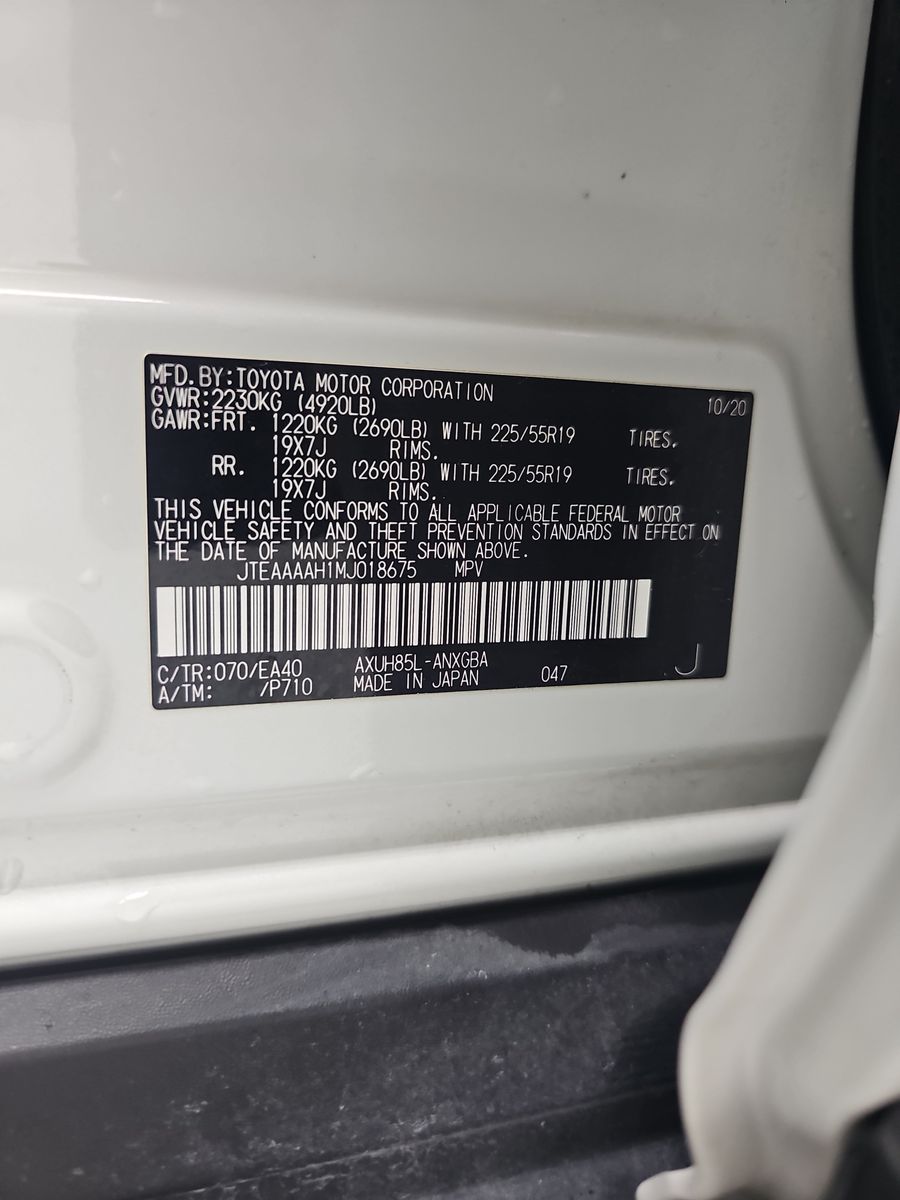 MFD.BY:TOYOTA MOTOR CORPORATION 10/20
GVWR:2230KG (4920LB)
GAWR:FRT. 1220KG (2690LB) WITH 225/55R19 TIRES.
19X7J RIMS.
RR. 1220KG (2690LB) WITH 225/55R19 TIRES.
19X7J RIMS.
THIS VEHICLE CONFORMS TO ALL APPLICABLE FEDERAL MOTOR
VEHICLE SAFETY AND THEFT PREVENTION STANDARDS IN EFFECT ON
THE DATE OF MANUFACTURE SHOWN ABOVE.
JTEAAAAH1MJ018675 MPV
C/TR:070/EA40 AXUH85L-ANXGBA
A/TM: /P710 MADE IN JAPAN 047 J